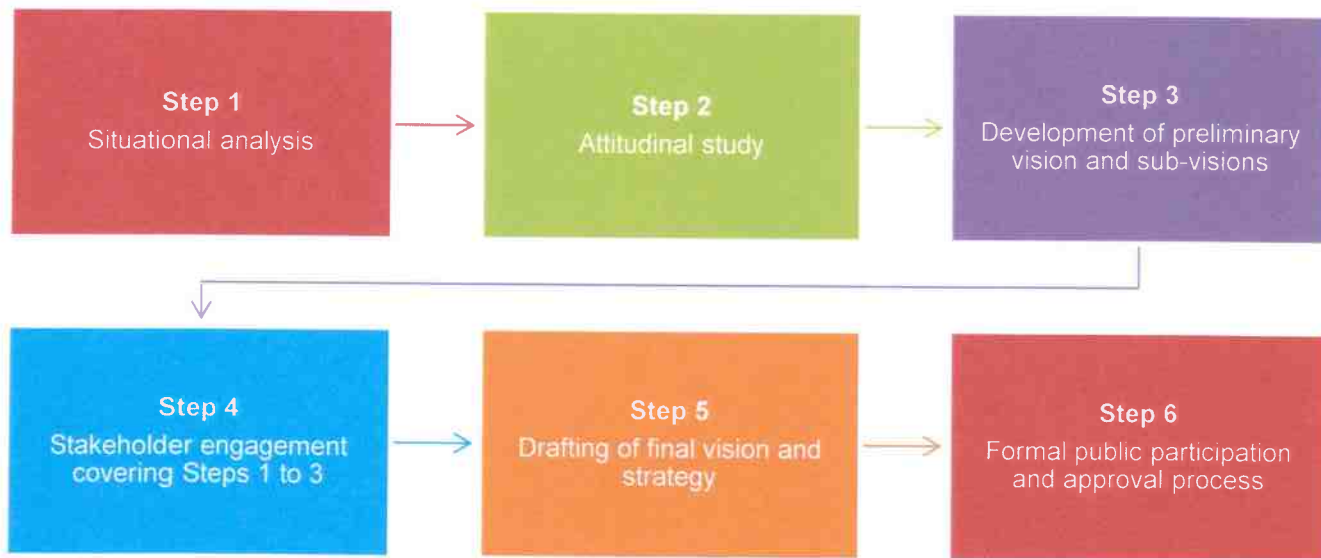 Step 1
Situational analysis
Step 2
Attitudinal study
Step 3
Development of preliminary
vision and sub-visions
Step 4
Stakeholder engagement
covering Steps 1 to 3
Step 5
Drafting of final vision and
strategy
Step 6
Formal public participation
and approval process